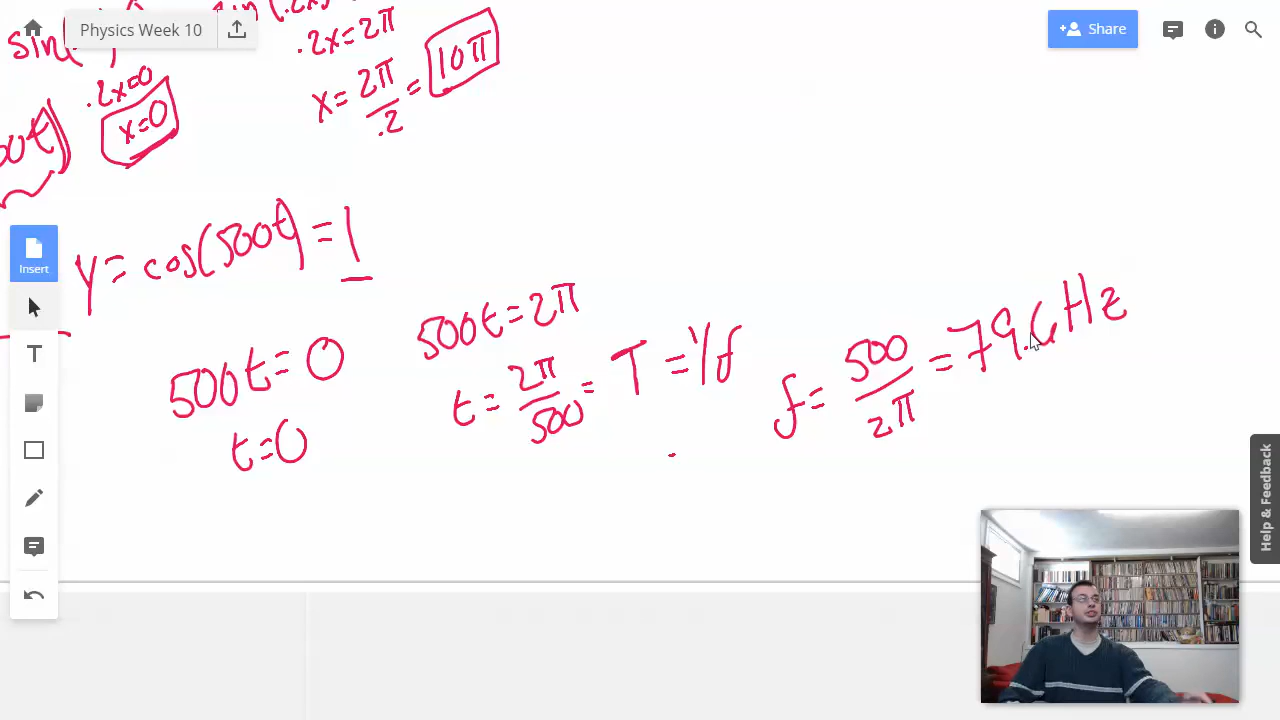 Physics Week 10
Share
sin(
.2x=0
x=0
.2x=2π
x=2π/.2=10π
y=cos(500t)=1
500t=0
t=0
500t=2π
t=2π/500=T=1/f
f=500/2π=79.6Hz
Insert
T
Help & Feedback